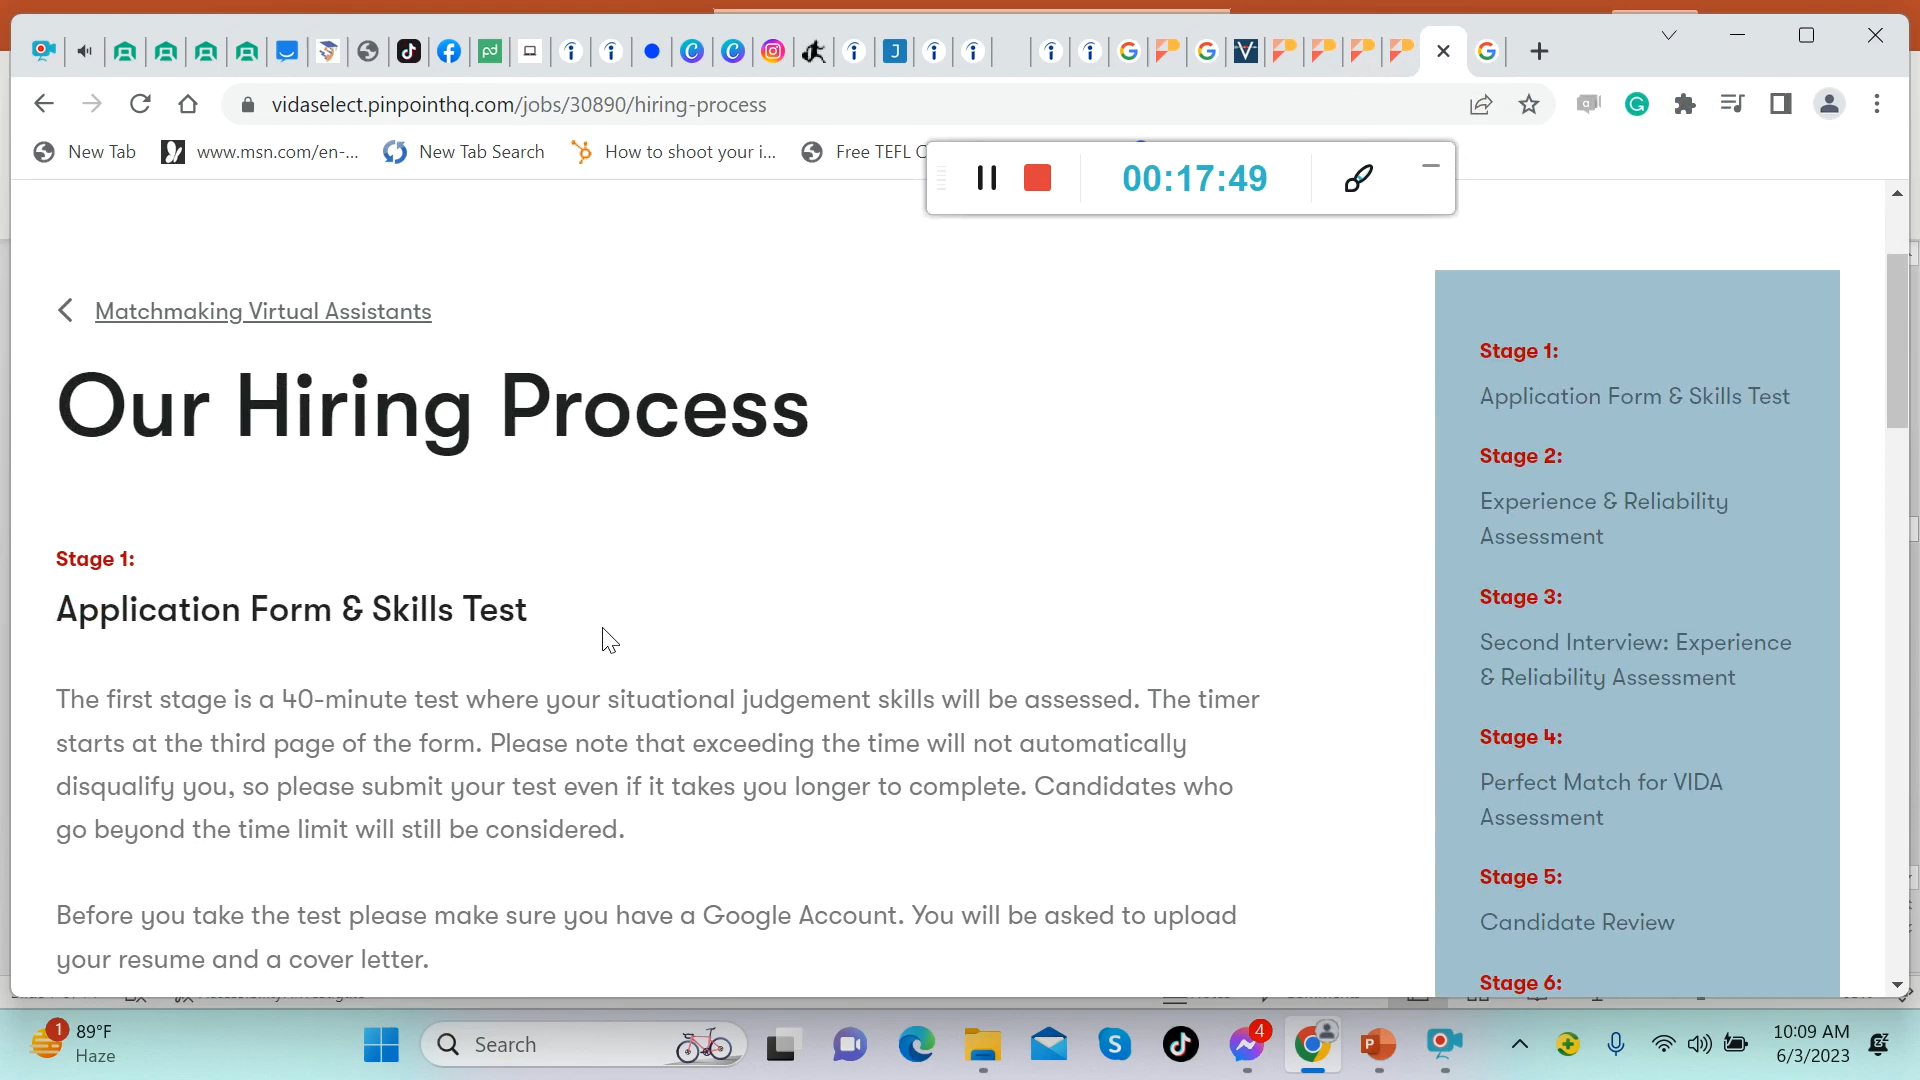 vidaselect.pinpointhq.com/jobs/30890/hiring-process
New Tab
www.msn.com/en-...
New Tab Search
How to shoot your i...
Free TEFL C
00:17:49
Matchmaking Virtual Assistants
Our Hiring Process
Stage 1:
Application Form & Skills Test
The first stage is a 40-minute test where your situational judgement skills will be assessed. The timer
starts at the third page of the form. Please note that exceeding the time will not automatically
disqualify you, so please submit your test even if it takes you longer to complete. Candidates who
go beyond the time limit will still be considered.
Before you take the test please make sure you have a Google Account. You will be asked to upload
your resume and a cover letter.
Stage 1:
Application Form & Skills Test
Stage 2:
Experience & Reliability
Assessment
Stage 3:
Second Interview: Experience
& Reliability Assessment
Stage 4:
Perfect Match for VIDA
Assessment
Stage 5:
Candidate Review
Stage 6:
1
89°F
Haze
Search
4
10:09 AM
6/3/2023